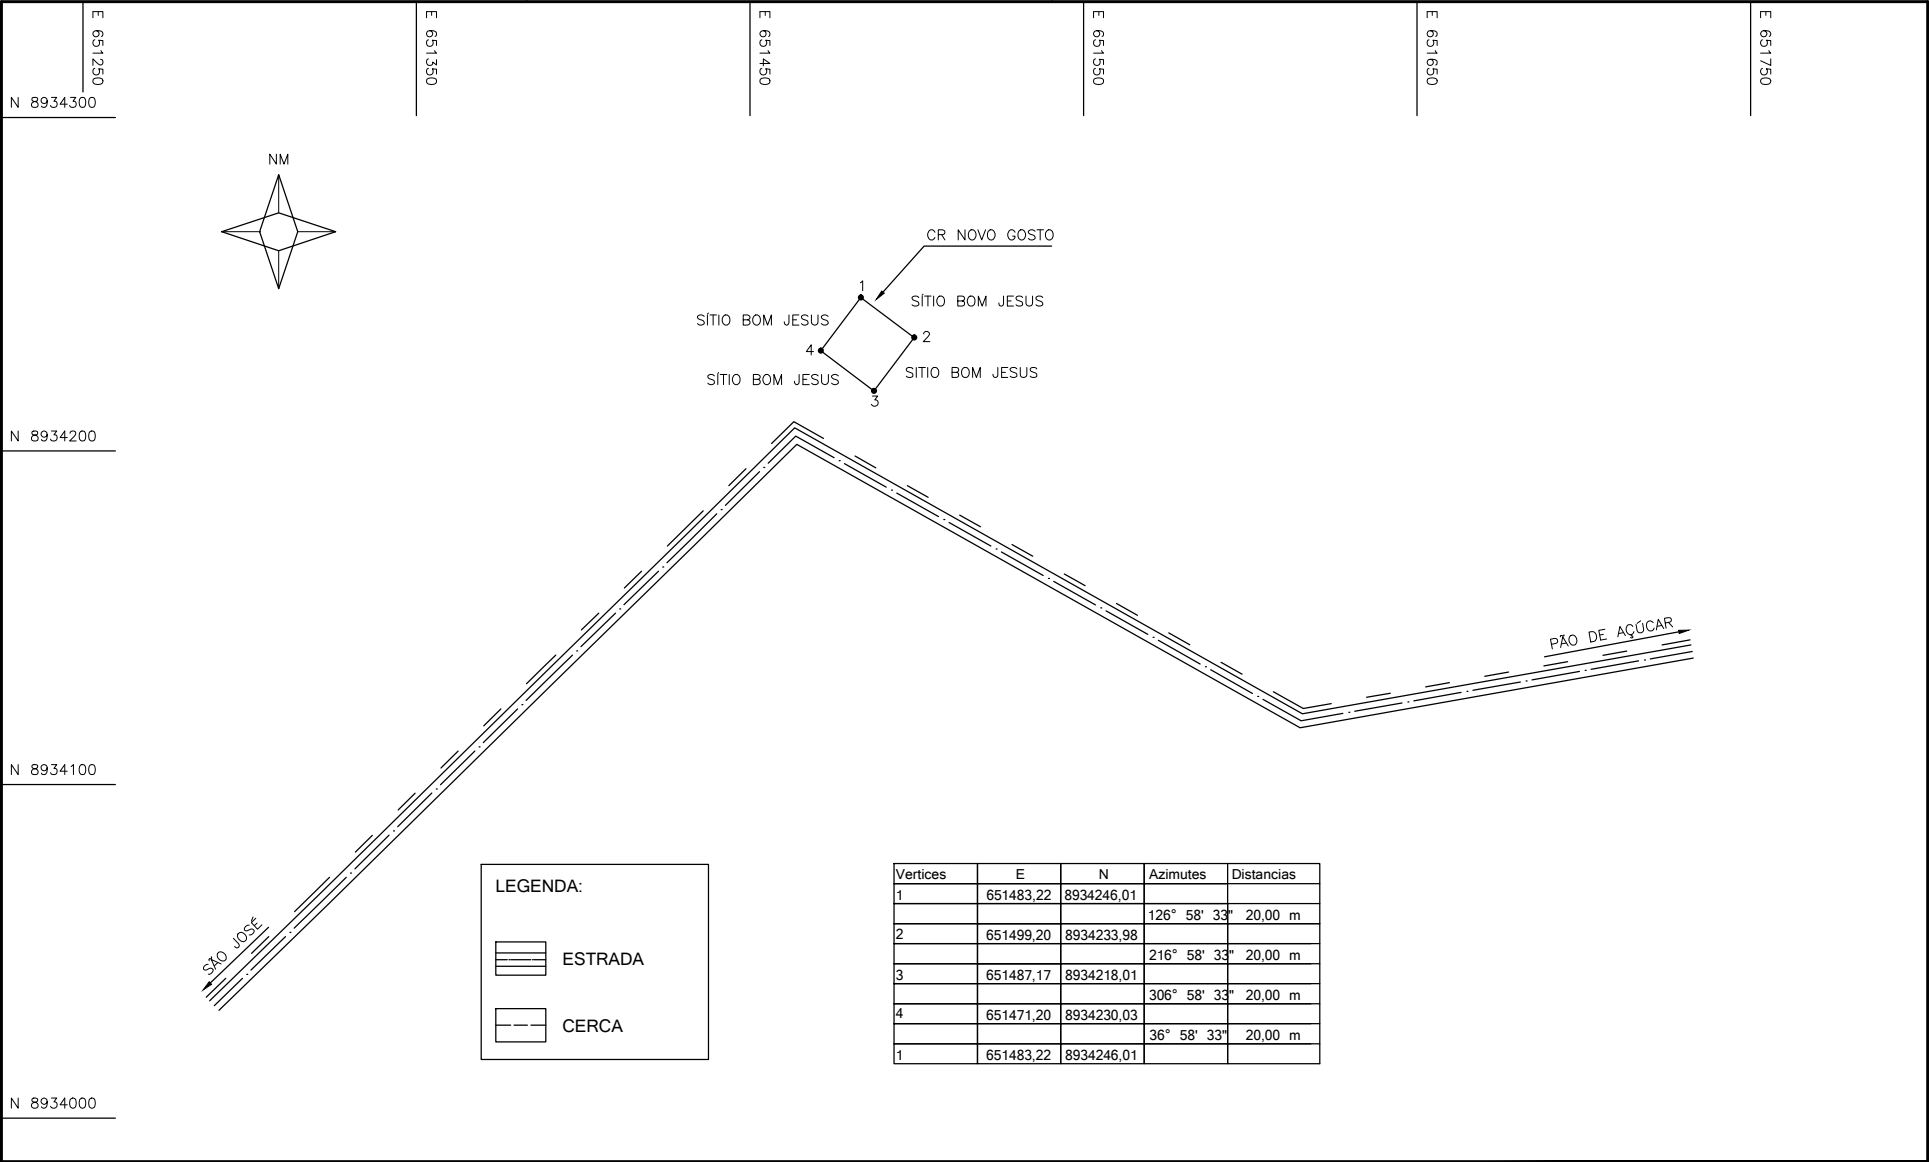 E 651250
E 651350
E 651450
E 651550
E 651650
E 651750
N 8934300
NM
CR NOVO GOSTO
1
SÍTIO BOM JESUS
SÍTIO BOM JESUS
2
4
SITIO BOM JESUS
SÍTIO BOM JESUS
3
N 8934200
PÃO DE AÇÚCAR
N 8934100
SÃO JOSÉ
LEGENDA:
ESTRADA
CERCA
Vertices E N Azimutes Distancias
1 651483,22 8934246,01
126° 58' 33" 20,00 m
2 651499,20 8934233,98
216° 58' 33" 20,00 m
3 651487,17 8934218,01
306° 58' 33" 20,00 m
4 651471,20 8934230,03
36° 58' 33" 20,00 m
1 651483,22 8934246,01
N 8934000